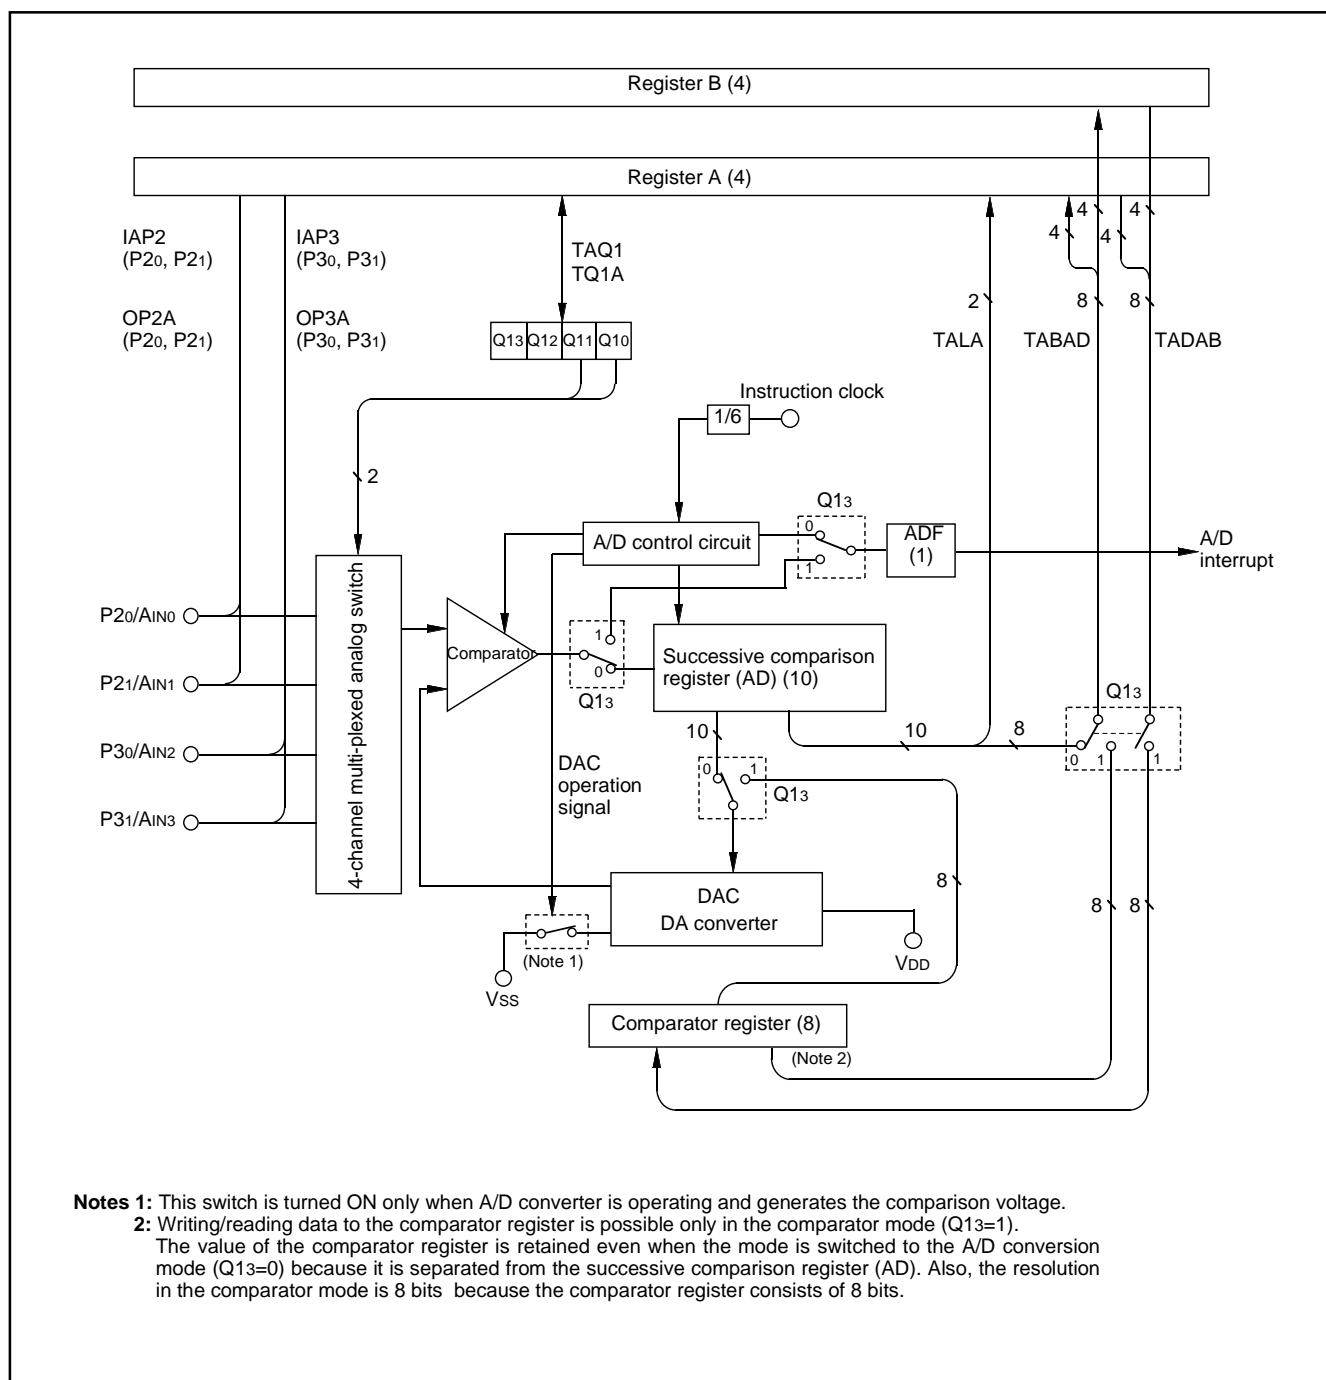 Register B (4)
Register A (4)
IAP2
(P20, P21)
IAP3
(P30, P31)
OP2A
(P20, P21)
OP3A
(P30, P31)
TAQ1
TQ1A
4
4
4
4
2
8
8
TALA
TABAD
TADAB
Q13 Q12 Q11 Q10
Instruction clock
1/6
2
Q13
0
1
A/D control circuit
ADF
(1)
A/D
interrupt
4-channel multi-plexed analog switch
P20/AIN0
P21/AIN1
P30/AIN2
P31/AIN3
Comparator
1
0
Q13
Successive comparison
register (AD) (10)
10
10
8
Q13
0
1
1
DAC
operation
signal
0
1
Q13
8
8
8
DAC
DA converter
(Note 1)
VSS
VDD
Comparator register (8)
(Note 2)
Notes 1: This switch is turned ON only when A/D converter is operating and generates the comparison voltage.
2: Writing/reading data to the comparator register is possible only in the comparator mode (Q13=1).
The value of the comparator register is retained even when the mode is switched to the A/D conversion
mode (Q13=0) because it is separated from the successive comparison register (AD). Also, the resolution
in the comparator mode is 8 bits because the comparator register consists of 8 bits.